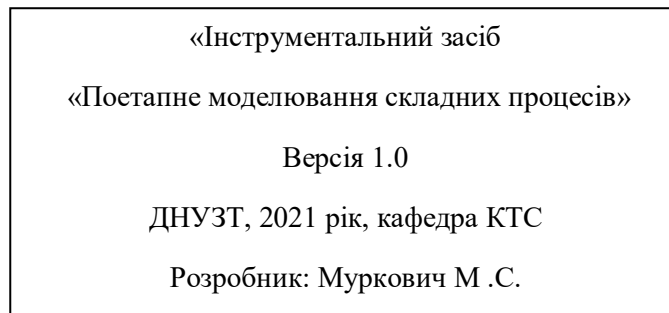 «Інструментальний засіб
«Поетапне моделювання складних процесів»
Версія 1.0
ДНУЗТ, 2021 рік, кафедра КТС
Розробник: Муркович М .С.